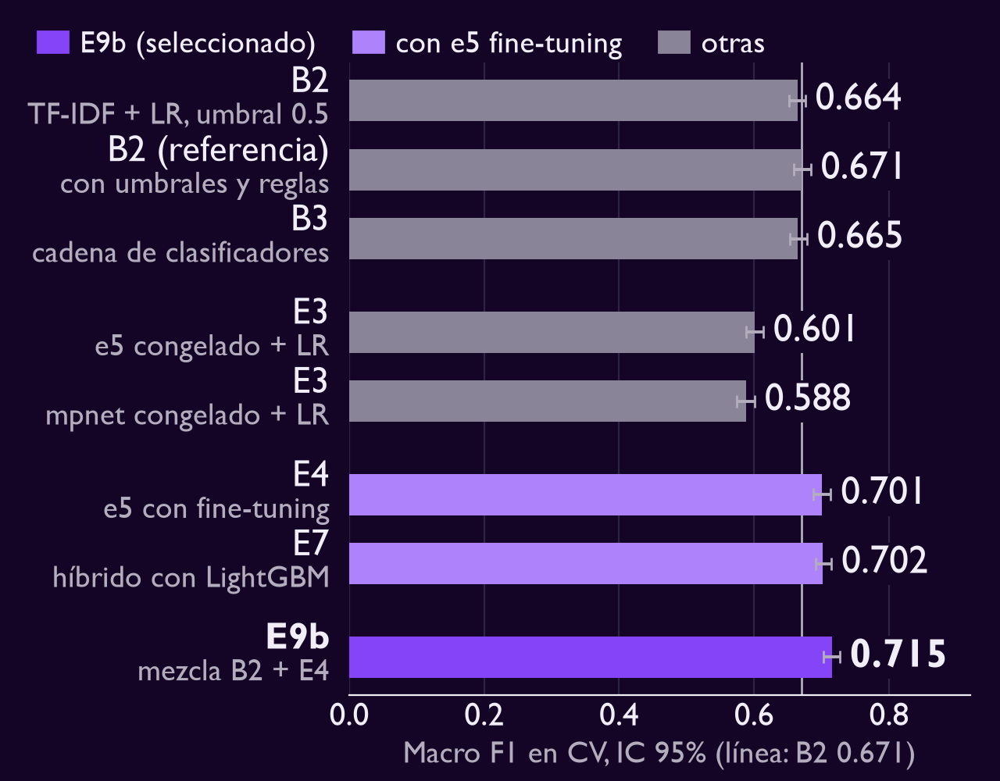 E9b (seleccionado) con e5 fine-tuning otras
B2
TF-IDF + LR, umbral 0.5
0.664
B2 (referencia)
con umbrales y reglas
0.671
B3
cadena de clasificadores
0.665
E3
e5 congelado + LR
0.601
E3
mpnet congelado + LR
0.588
E4
e5 con fine-tuning
0.701
E7
híbrido con LightGBM
0.702
E9b
mezcla B2 + E4
0.715
0.0 0.2 0.4 0.6 0.8
Macro F1 en CV, IC 95% (línea: B2 0.671)